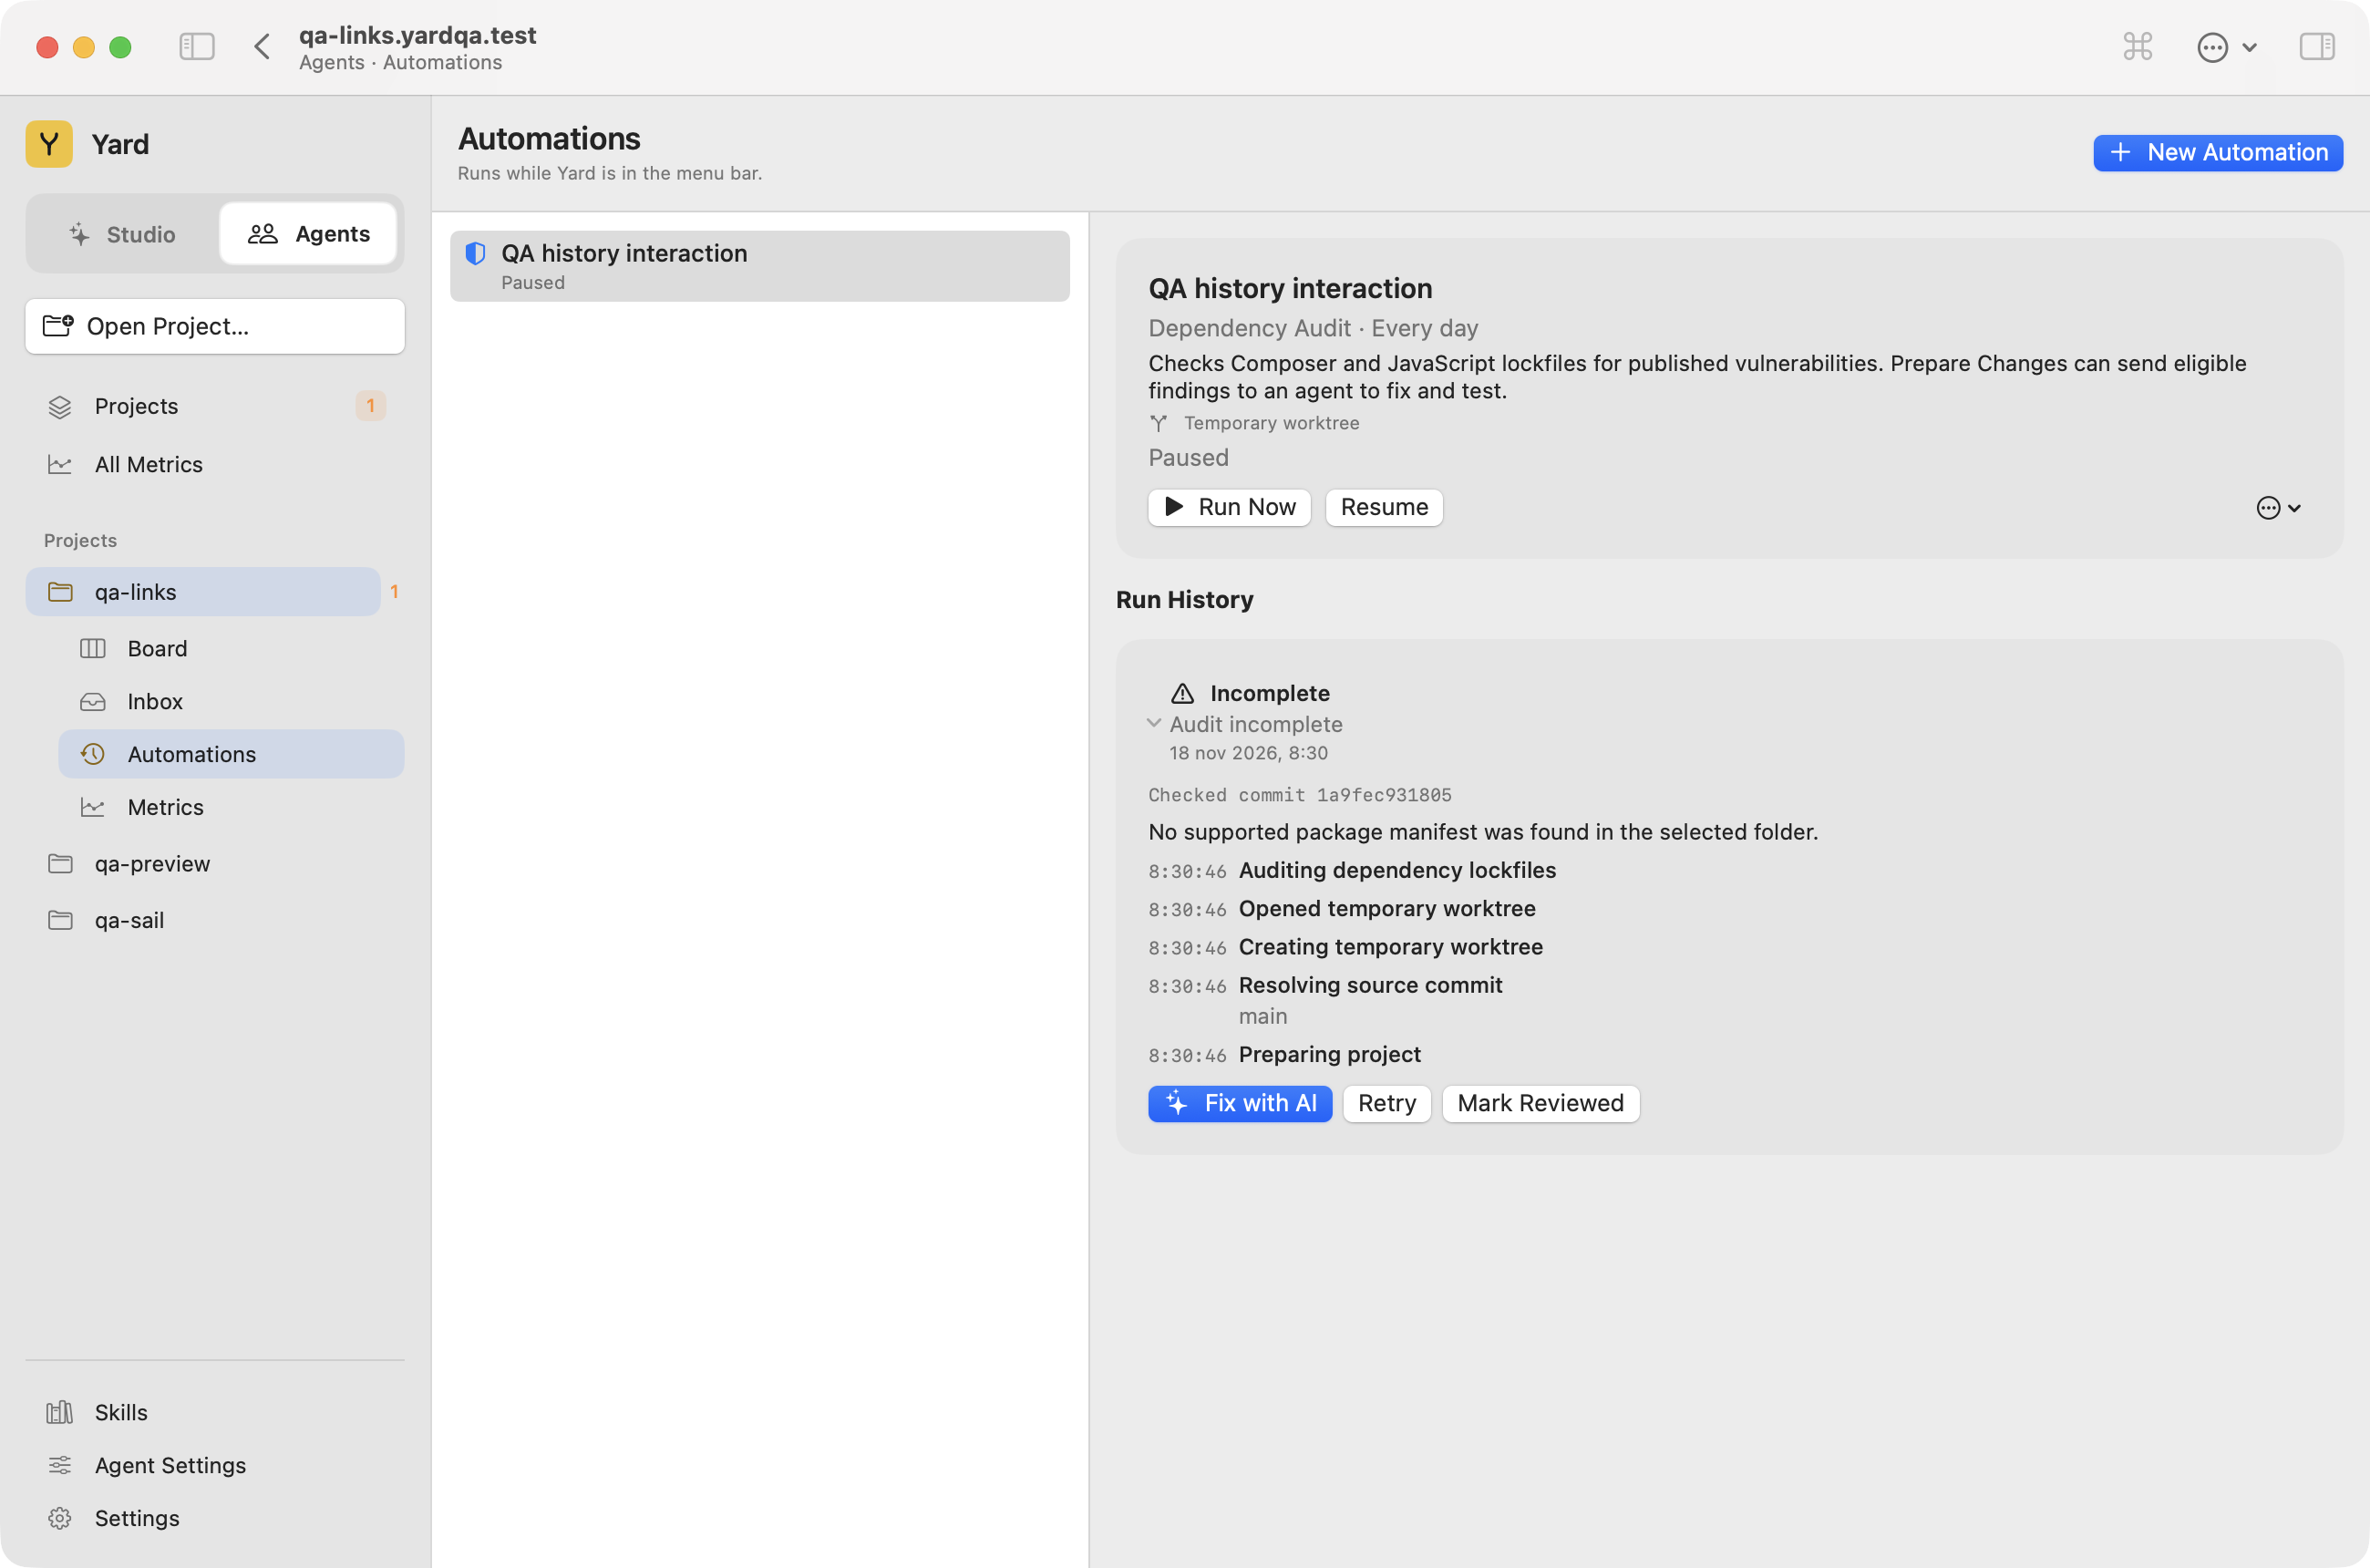 qa-links.yardqa.test
Agents · Automations
Yard
Studio
Agents
Open Project...
Projects
1
All Metrics
Projects
qa-links
1
Board
Inbox
Automations
Metrics
qa-preview
qa-sail
Skills
Agent Settings
Settings
Automations
Runs while Yard is in the menu bar.
New Automation
QA history interaction
Paused
QA history interaction
Dependency Audit · Every day
Checks Composer and JavaScript lockfiles for published vulnerabilities. Prepare Changes can send eligible
findings to an agent to fix and test.
Temporary worktree
Paused
Run Now
Resume
Run History
Incomplete
Audit incomplete
18 nov 2026, 8:30
Checked commit 1a9fec931805
No supported package manifest was found in the selected folder.
8:30:46 Auditing dependency lockfiles
8:30:46 Opened temporary worktree
8:30:46 Creating temporary worktree
8:30:46 Resolving source commit
main
8:30:46 Preparing project
Fix with AI
Retry
Mark Reviewed